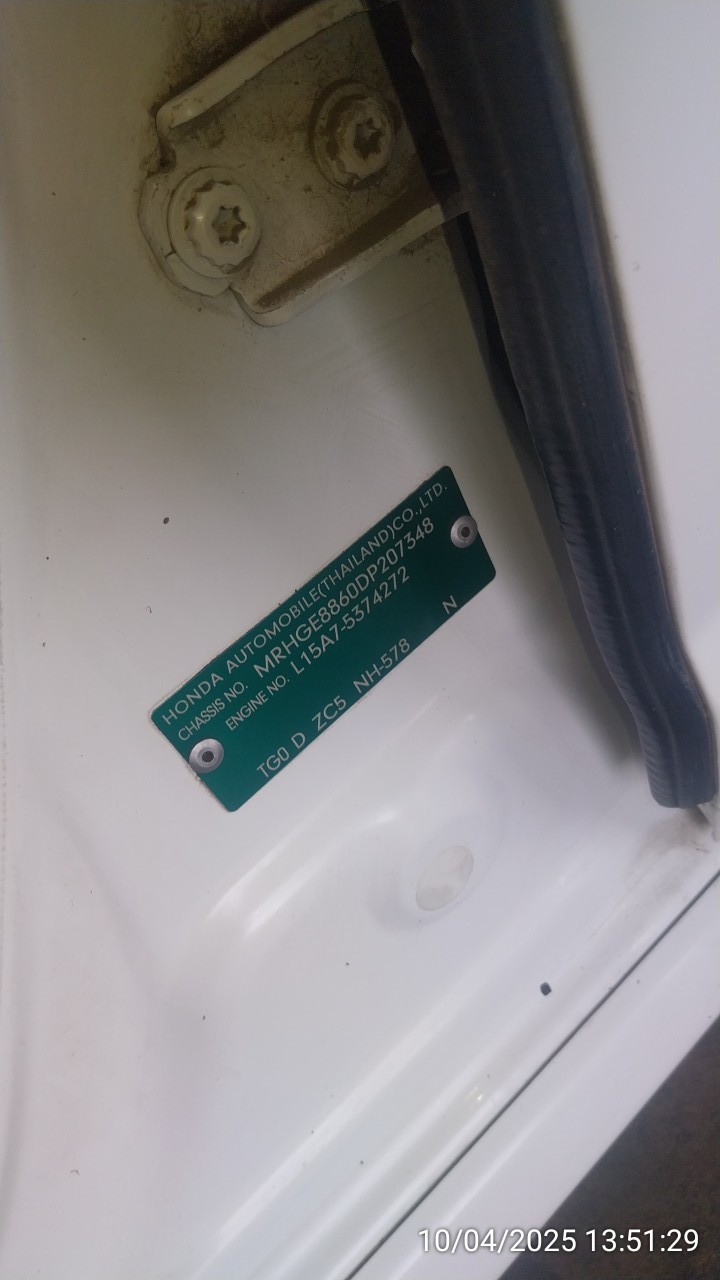 HONDA AUTOMOBILE(THAILAND)CO.,LTD.
CHASSIS NO. MRHGE8860DP207348
ENGINE NO. L15A7-5374272
TG0 D ZC5 NH-578 N
10/04/2025 13:51:29